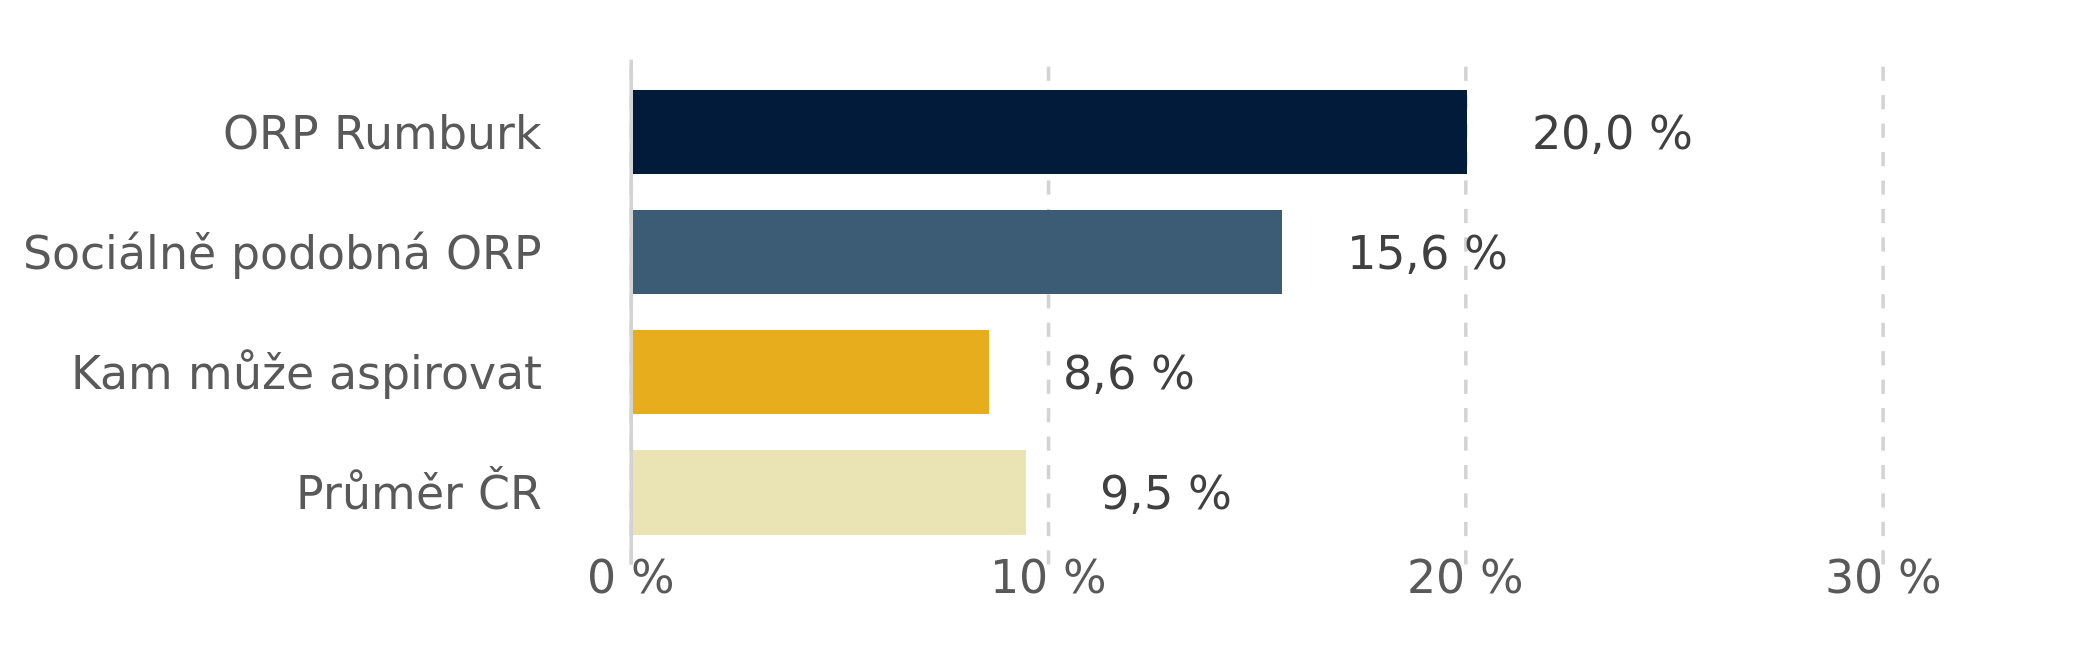 ORP Rumburk
20,0 %
Sociálně podobná ORP
15,6 %
Kam může aspirovat
8,6 %
Průměr ČR
9,5 %
0 %
10 %
20 %
30 %